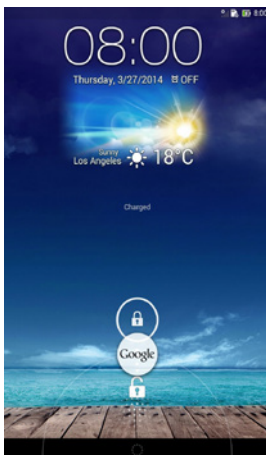 8:00
08:00
Thursday, 3/27/2014 OFF
Sunny
Los Angeles 18°C
Charged
Google